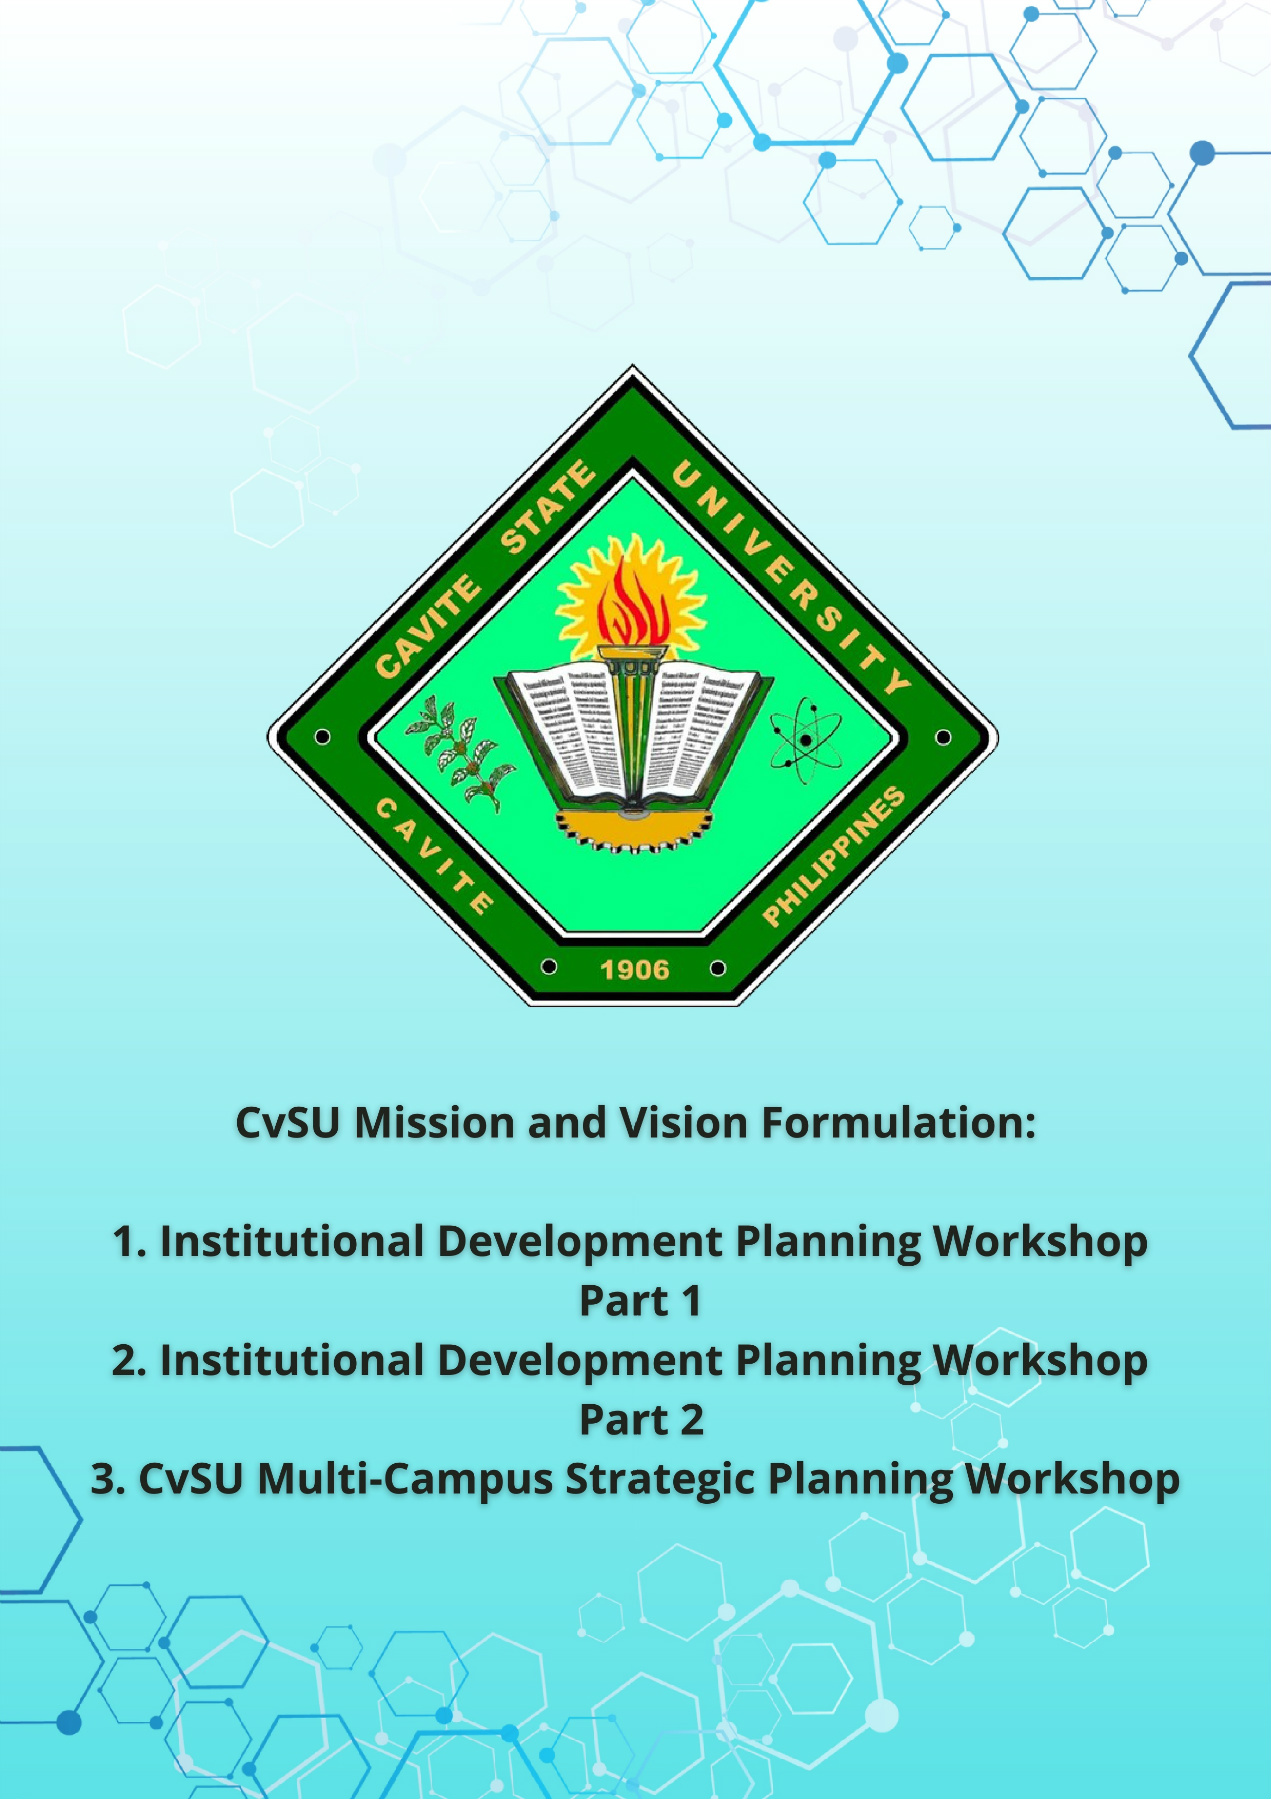 CAVITE STATE UNIVERSITY
CvSU
CAVITE
PHILIPPINES
1906
CvSU Mission and Vision Formulation:
1. Institutional Development Planning Workshop
Part 1
2. Institutional Development Planning Workshop
Part 2
3. CvSU Multi-Campus Strategic Planning Workshop